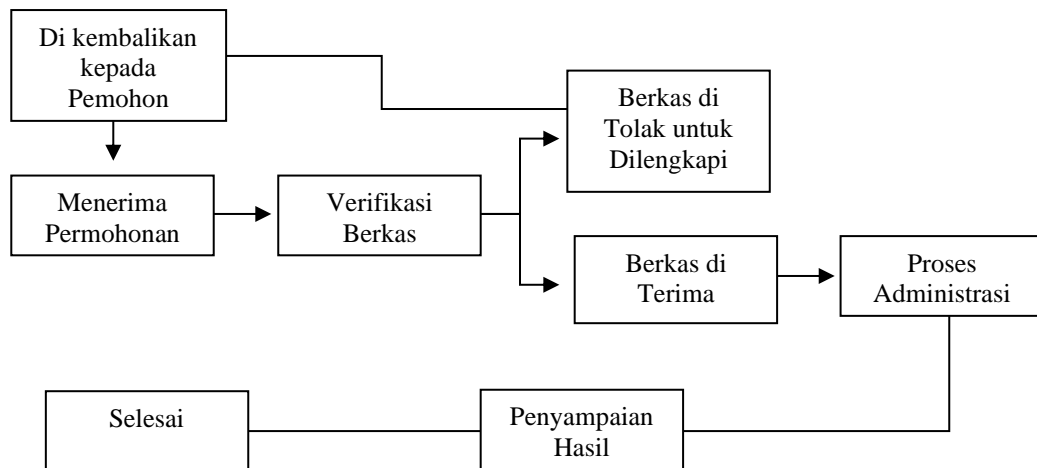 Di kembalikan
kepada
Pemohon
Berkas di
Tolak untuk
Dilengkapi
Menerima
Permohonan
Verifikasi
Berkas
Berkas di
Terima
Proses
Administrasi
Selesai
Penyampaian
Hasil